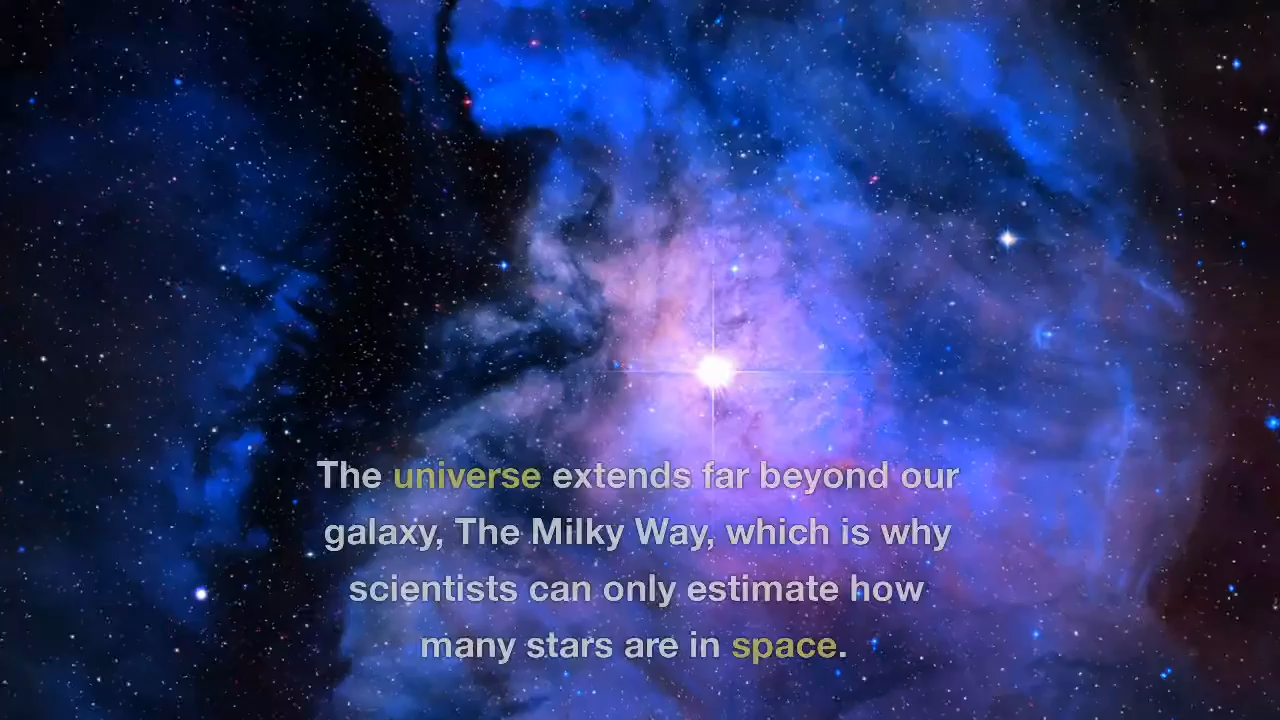 The universe extends far beyond our
galaxy, The Milky Way, which is why
scientists can only estimate how
many stars are in space.